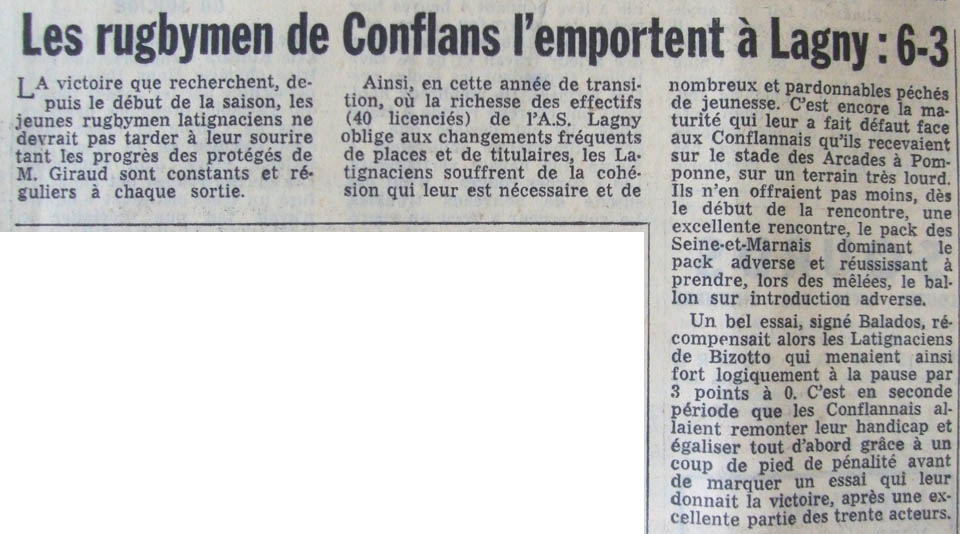 Les rugbymen de Conflans l'emportent à Lagny : 6-3
LA victoire que recherchent, de-
puis le début de la saison, les
jeunes rugbymen latignaciens ne
devrait pas tarder à leur sourire
tant les progrès des protégés de
M. Giraud sont constants et ré-
guliers à chaque sortie.
Ainsi, en cette année de transi-
tion, où la richesse des effectifs
(40 licenciés) de l'A.S. Lagny
oblige aux changements fréquents
de places et de titulaires, les La-
tignaciens souffrent de la cohé-
sion qui leur est nécessaire et de
nombreux et pardonnables péchés
de jeunesse. C'est encore la ma-
turité qui leur a fait défaut face
aux Conflannais qu'ils recevaient
sur le stade des Arcades à Pom-
ponne, sur un terrain très lourd.
Ils n'en offraient pas moins, dès
le début de la rencontre, une
excellente rencontre, le pack des
Seine-et-Marnais dominant le
pack adverse et réussissant à
prendre, lors des mêlées, le bal-
lon sur introduction adverse.
Un bel essai, signé Balados, ré-
compensait alors les Latignaciens
de Bizotto qui menaient ainsi
fort logiquement à la pause par
3 points à 0. C'est en seconde
période que les Conflannais al-
laient remonter leur handicap et
égaliser tout d'abord grâce à un
coup de pied de pénalité avant
de marquer un essai qui leur
donnait la victoire, après une ex-
cellente partie des trente acteurs.